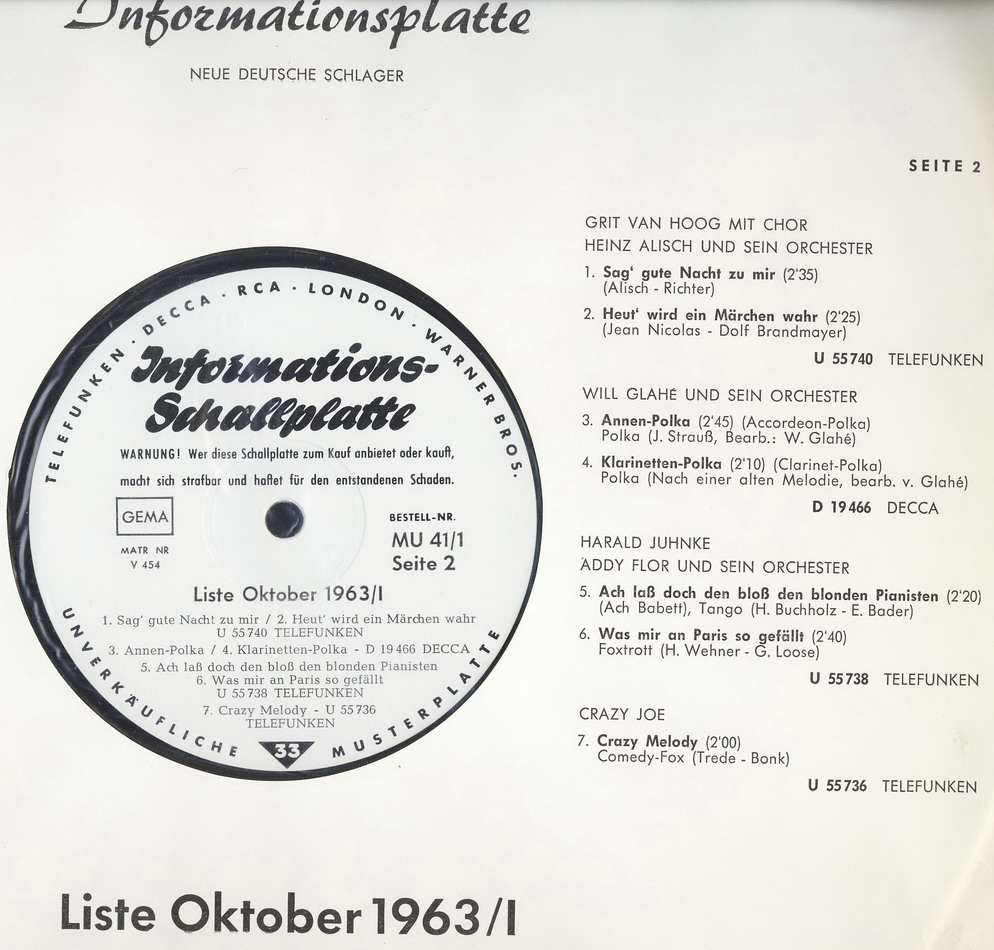 Informationsplatte
NEUE DEUTSCHE SCHLAGER
SEITE 2
GRIT VAN HOOG MIT CHOR
HEINZ ALISCH UND SEIN ORCHESTER
1. Sag' gute Nacht zu mir (2'35)
(Alisch - Richter)
2. Heut' wird ein Märchen wahr (2'25)
(Jean Nicolas - Dolf Brandmayer)
U 55740 TELEFUNKEN
WILL GLAHÉ UND SEIN ORCHESTER
3. Annen-Polka (2'45) (Accordeon-Polka)
Polka (J. Strauß, Bearb.: W. Glahé)
4. Klarinetten-Polka (2'10) (Clarinet-Polka)
Polka (Nach einer alten Melodie, bearb. v. Glahé)
D 19466 DECCA
HARALD JUHNKE
ADDY FLOR UND SEIN ORCHESTER
5. Ach laß doch den bloß den blonden Pianisten (2'20)
(Ach Babett), Tango (H. Buchholz - E. Bader)
6. Was mir an Paris so gefällt (2'40)
Foxtrott (H. Wehner - G. Loose)
U 55738 TELEFUNKEN
CRAZY JOE
7. Crazy Melody (2'00)
Comedy-Fox (Trede - Bonk)
U 55736 TELEFUNKEN
TELEFUNKEN · DECCA · RCA · LONDON · WARNER BROS.
Informations-
Schallplatte
WARNUNG! Wer diese Schallplatte zum Kauf anbietet oder kauft,
macht sich strafbar und haftet für den entstandenen Schaden.
GEMA
MATR NR
V 454
BESTELL-NR.
MU 41/1
Seite 2
Liste Oktober 1963/I
1. Sag' gute Nacht zu mir / 2. Heut' wird ein Märchen wahr
U 55740 TELEFUNKEN
3. Annen-Polka / 4. Klarinetten-Polka - D 19466 DECCA
5. Ach laß doch den bloß den blonden Pianisten
6. Was mir an Paris so gefällt
U 55738 TELEFUNKEN
7. Crazy Melody - U 55736
TELEFUNKEN
UNVERKÄUFLICHE 33 MUSTERPLATTE
Liste Oktober 1963/I